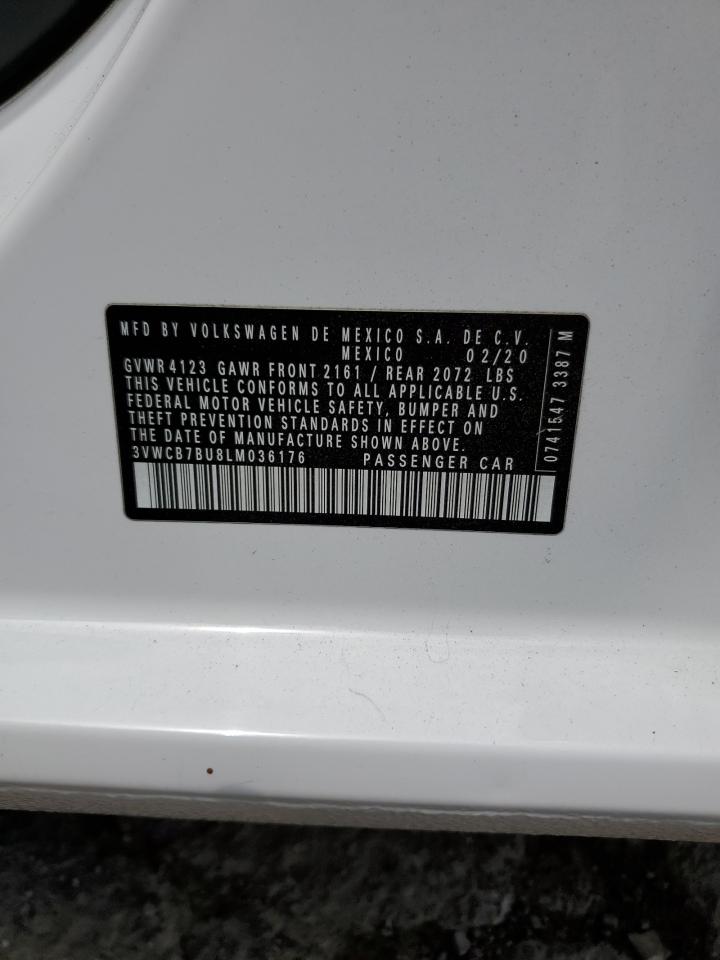 MFD BY VOLKSWAGEN DE MEXICO S.A. DE C.V.
MEXICO 02/20
GVWR 4123 GAWR FRONT 2161 / REAR 2072 LBS
THIS VEHICLE CONFORMS TO ALL APPLICABLE U.S.
FEDERAL MOTOR VEHICLE SAFETY, BUMPER AND
THEFT PREVENTION STANDARDS IN EFFECT ON
THE DATE OF MANUFACTURE SHOWN ABOVE.
3VWCB7BU8LM036176 PASSENGER CAR
0741547 3387 M